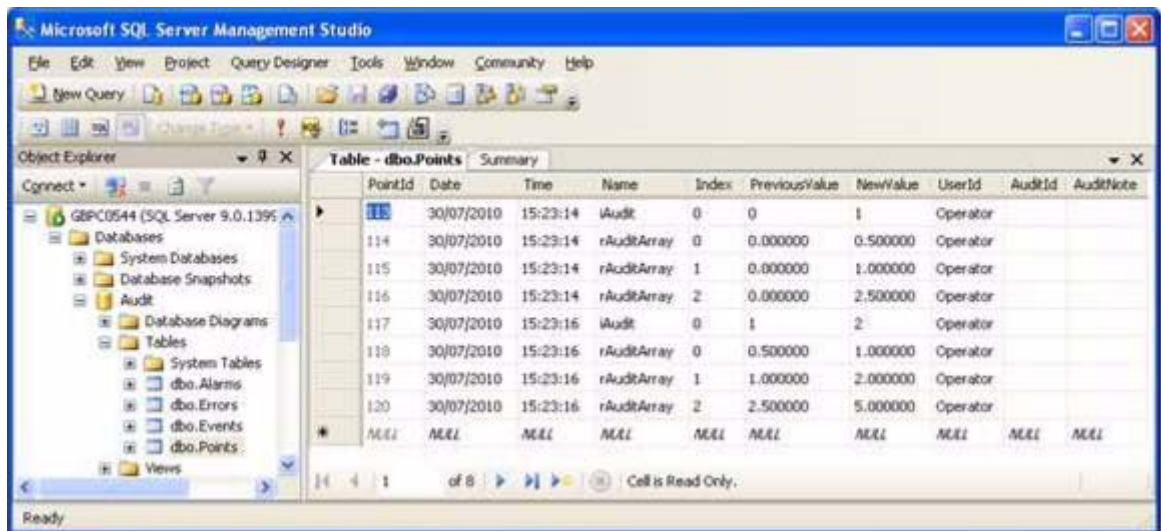 Microsoft SQL Server Management Studio
File Edit View Project Query Designer Tools Window Community Help
New Query
Change Type
Object Explorer
Connect
GBPC0544 (SQL Server 9.0.1399
Databases
System Databases
Database Snapshots
Audit
Database Diagrams
Tables
System Tables
dbo.Alarms
dbo.Errors
dbo.Events
dbo.Points
Views
Table - dbo.Points Summary
PointId Date Time Name Index PreviousValue NewValue UserId AuditId AuditNote
113 30/07/2010 15:23:14 iAudit 0 0 1 Operator
114 30/07/2010 15:23:14 rAuditArray 0 0.000000 0.500000 Operator
115 30/07/2010 15:23:14 rAuditArray 1 0.000000 1.000000 Operator
116 30/07/2010 15:23:14 rAuditArray 2 0.000000 2.500000 Operator
117 30/07/2010 15:23:16 iAudit 0 1 2 Operator
118 30/07/2010 15:23:16 rAuditArray 0 0.500000 1.000000 Operator
119 30/07/2010 15:23:16 rAuditArray 1 1.000000 2.000000 Operator
120 30/07/2010 15:23:16 rAuditArray 2 2.500000 5.000000 Operator
NULL NULL NULL NULL NULL NULL NULL NULL NULL NULL
1 of 8 Cell is Read Only.
Ready